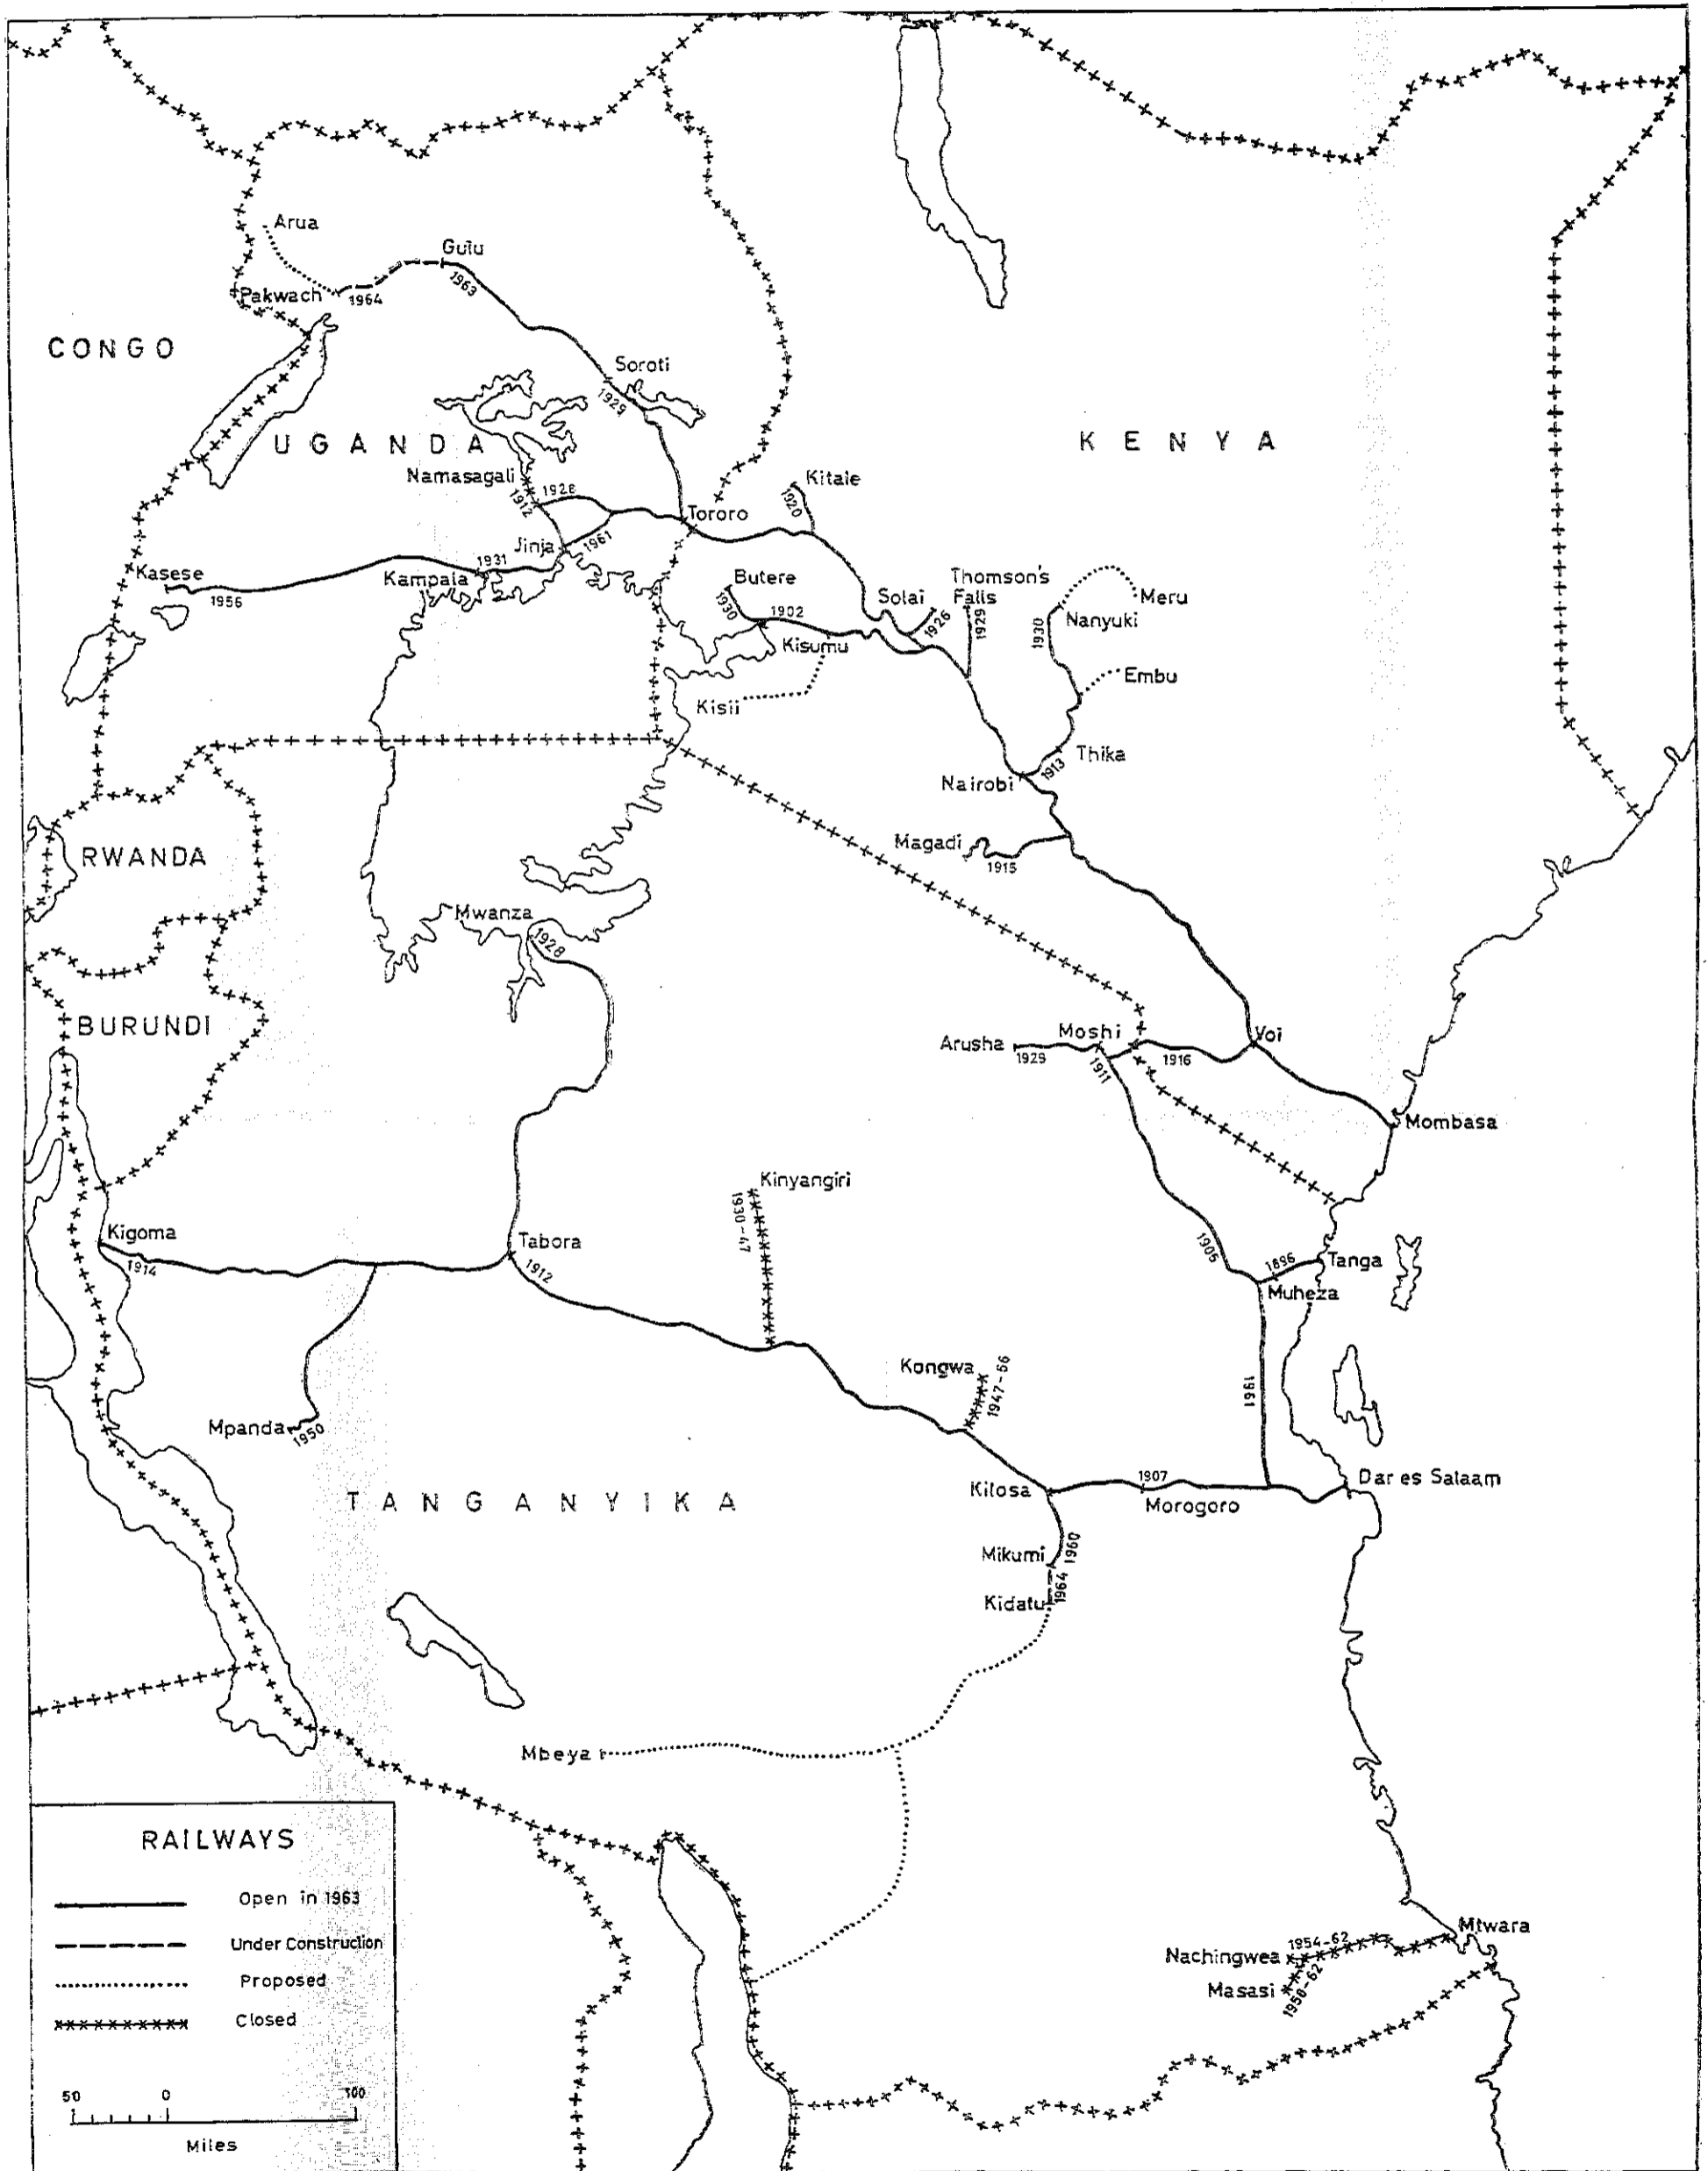 Arua
Gulu
1963
Pakwach
1964
CONGO
Soroti
1929
UGANDA
KENYA
Namasagali
1912
1928
Kitale
1920
Tororo
Jinja
1961
Kasese
1956
Kampala
1931
Butere
1930
1902
Kisumu
Solai
1926
Thomson's
Falls
1929
Meru
Nanyuki
1930
Embu
Kisii
Thika
1913
Nairobi
Magadi
1915
RWANDA
Mwanza
1928
BURUNDI
Arusha
1929
Moshi
1911
1916
Voi
Mombasa
Kinyangiri
1930-47
Kigoma
1914
Tabora
1912
1905
1896
Tanga
Muheza
Kongwa
1947-56
1961
Mpanda
1950
Dar es Salaam
Kilosa
1907
Morogoro
TANGANYIKA
Mikumi
1960
Kidatu
1964
Mbeya
Mtwara
Nachingwea
1954-62
Masasi
1958-62
RAILWAYS
Open in 1963
Under Construction
Proposed
Closed
50 0 100
Miles